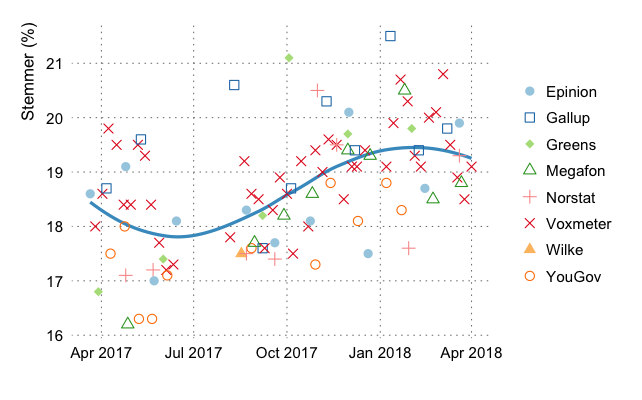 Stemmer (%)
21
20
19
18
17
16
Apr 2017
Jul 2017
Oct 2017
Jan 2018
Apr 2018
Epinion
Gallup
Greens
Megafon
Norstat
Voxmeter
Wilke
YouGov